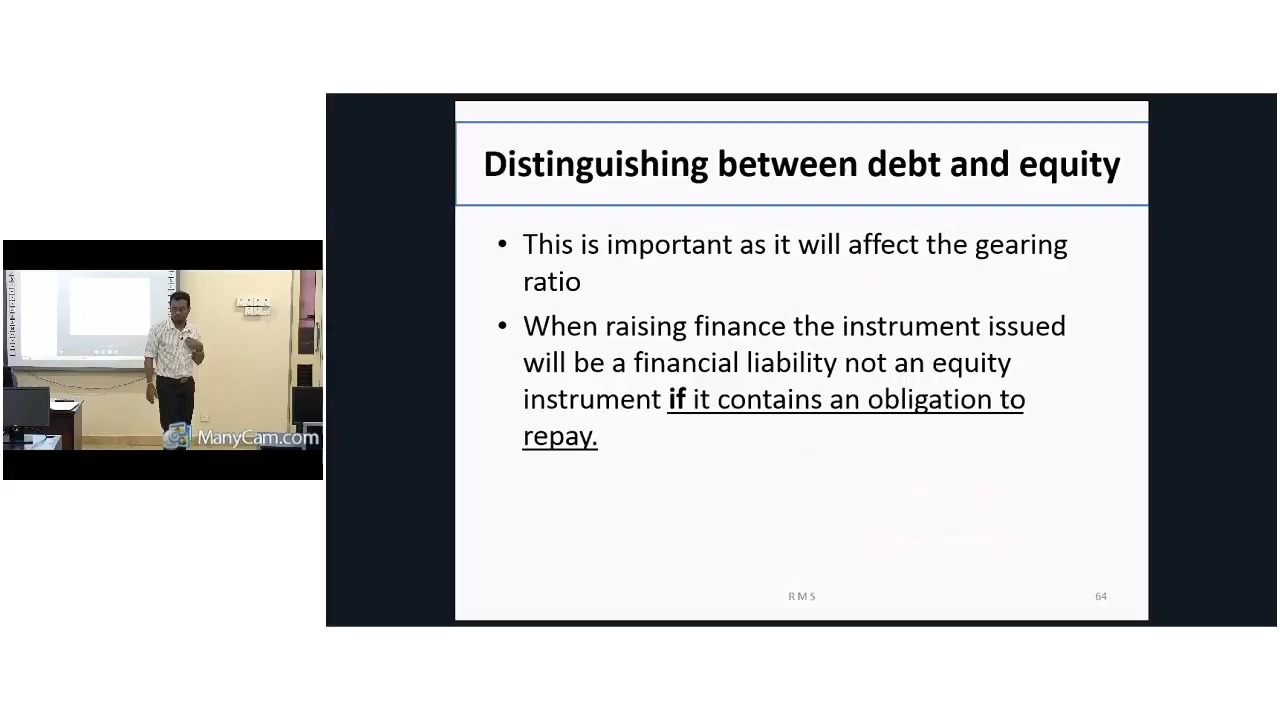 Distinguishing between debt and equity
• This is important as it will affect the gearing
ratio
• When raising finance the instrument issued
will be a financial liability not an equity
instrument if it contains an obligation to
repay.
R M S
64
ManyCam.com